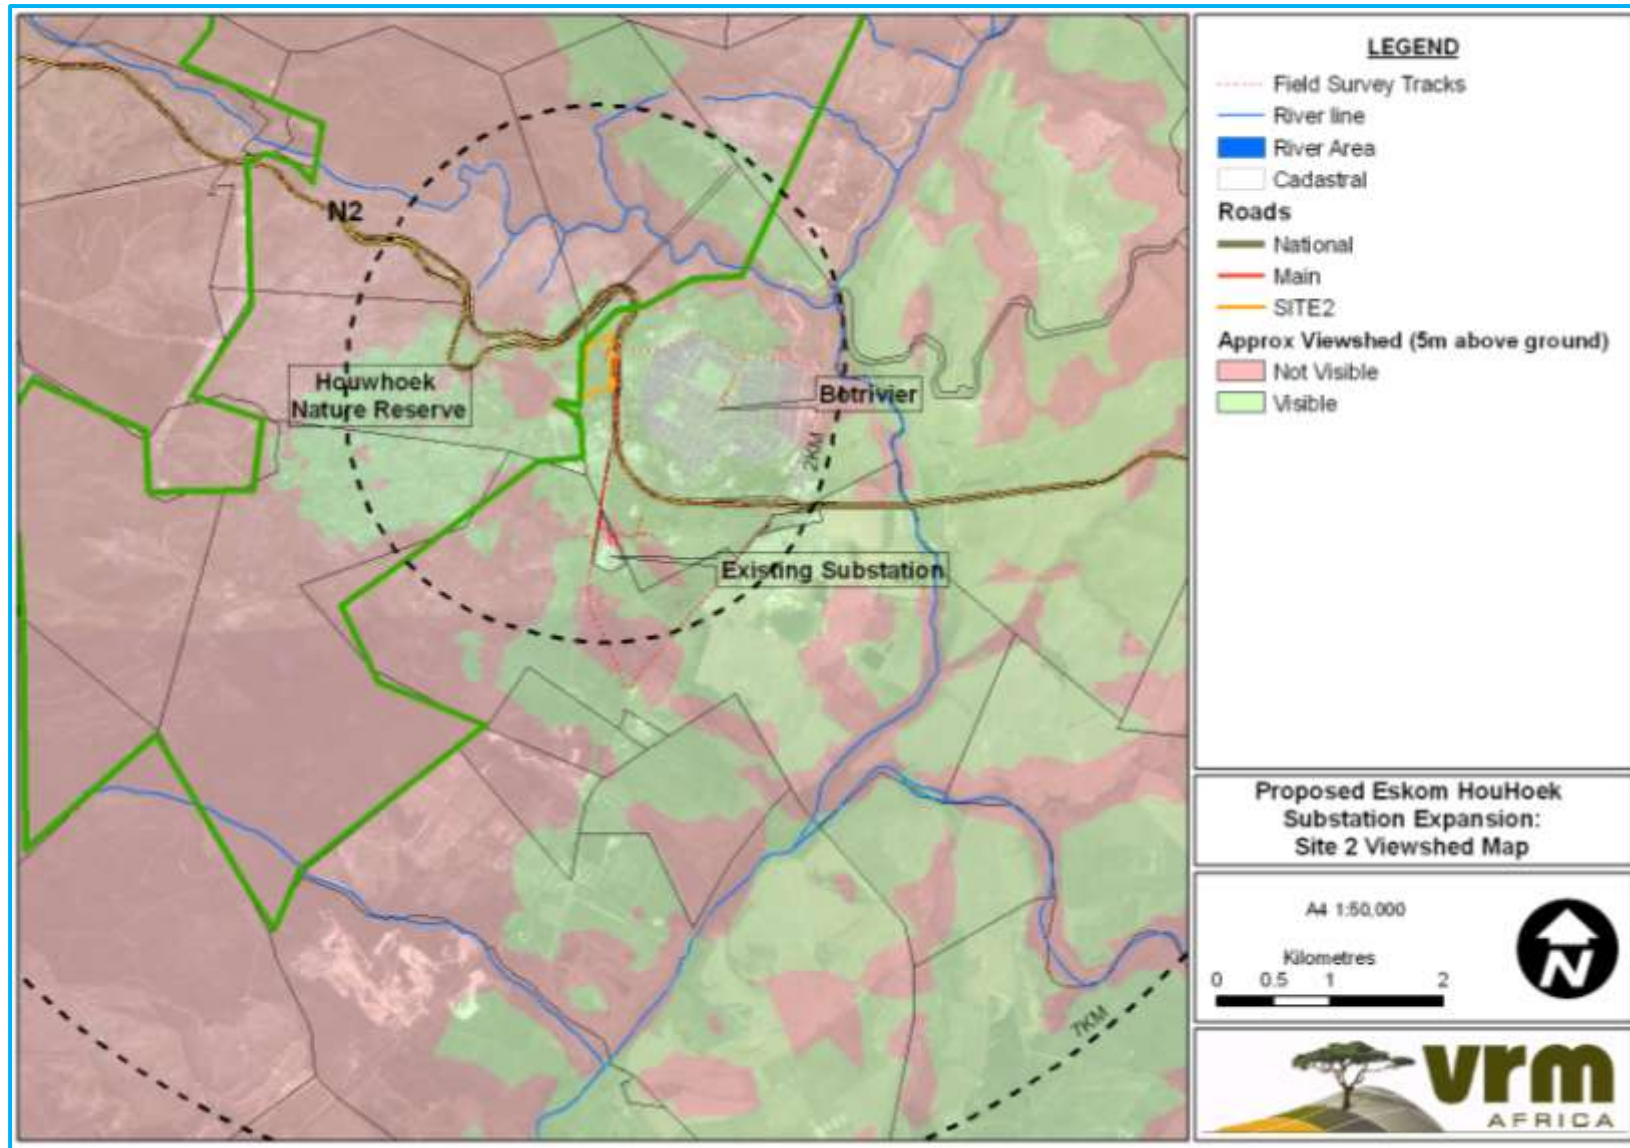 N2
Houwhoek
Nature Reserve
Botrivier
2KM
Existing Substation
7KM
LEGEND
Field Survey Tracks
River line
River Area
Cadastral
Roads
National
Main
SITE2
Approx Viewshed (5m above ground)
Not Visible
Visible
Proposed Eskom HouHoek
Substation Expansion:
Site 2 Viewshed Map
A4 1:50,000
Kilometres
0 0.5 1 2
N
vrm
AFRICA